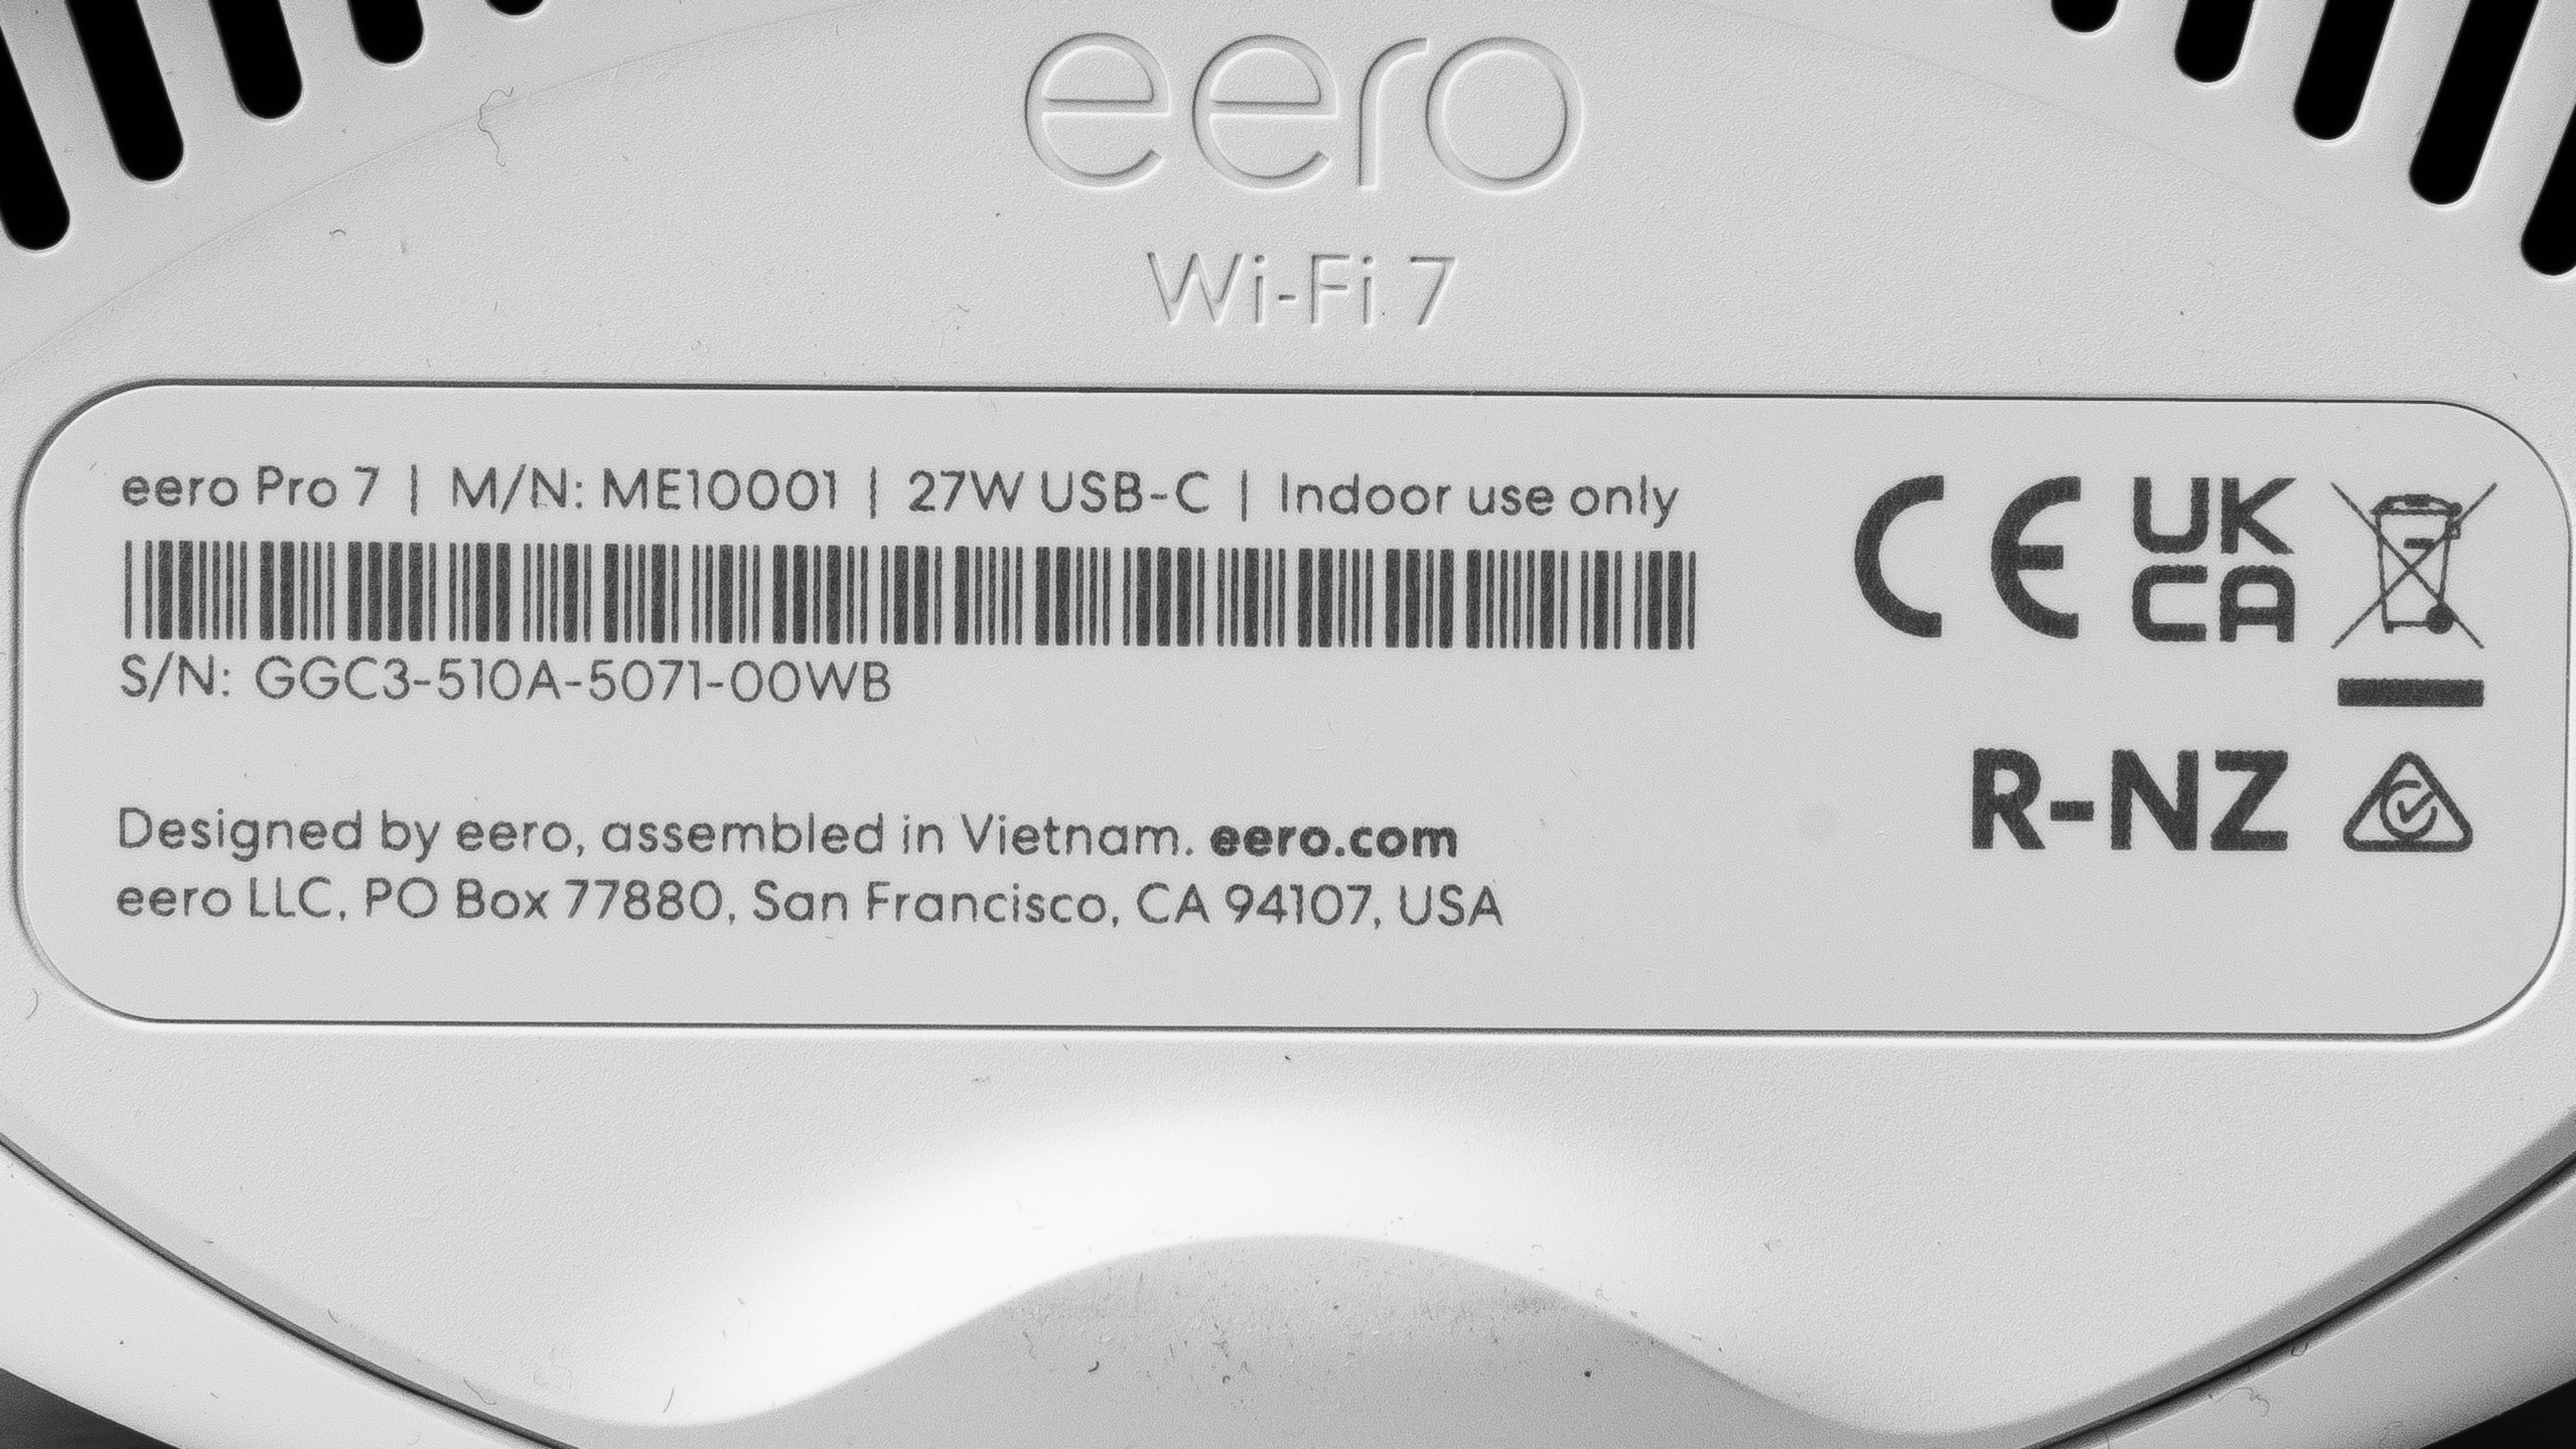 eero
Wi-Fi 7
eero Pro 7 | M/N: ME10001 | 27W USB-C | Indoor use only
S/N: GGC3-510A-5071-00WB
Designed by eero, assembled in Vietnam. eero.com
eero LLC, PO Box 77880, San Francisco, CA 94107, USA
CE UK CA
R-NZ